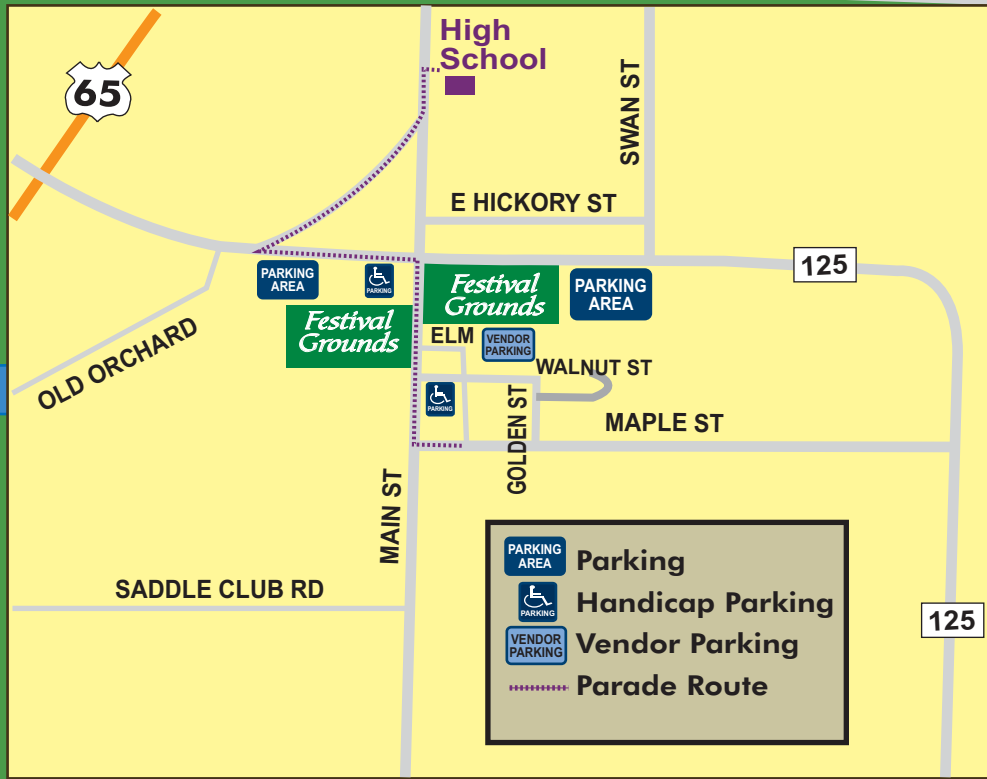 High
School
65
SWAN ST
E HICKORY ST
125
PARKING
AREA
PARKING
Festival
Grounds
PARKING
AREA
Festival
Grounds
ELM
VENDOR
PARKING
WALNUT ST
OLD ORCHARD
PARKING
GOLDEN ST
MAPLE ST
MAIN ST
SADDLE CLUB RD
125
PARKING
AREA
Parking
PARKING
Handicap Parking
VENDOR
PARKING
Vendor Parking
Parade Route